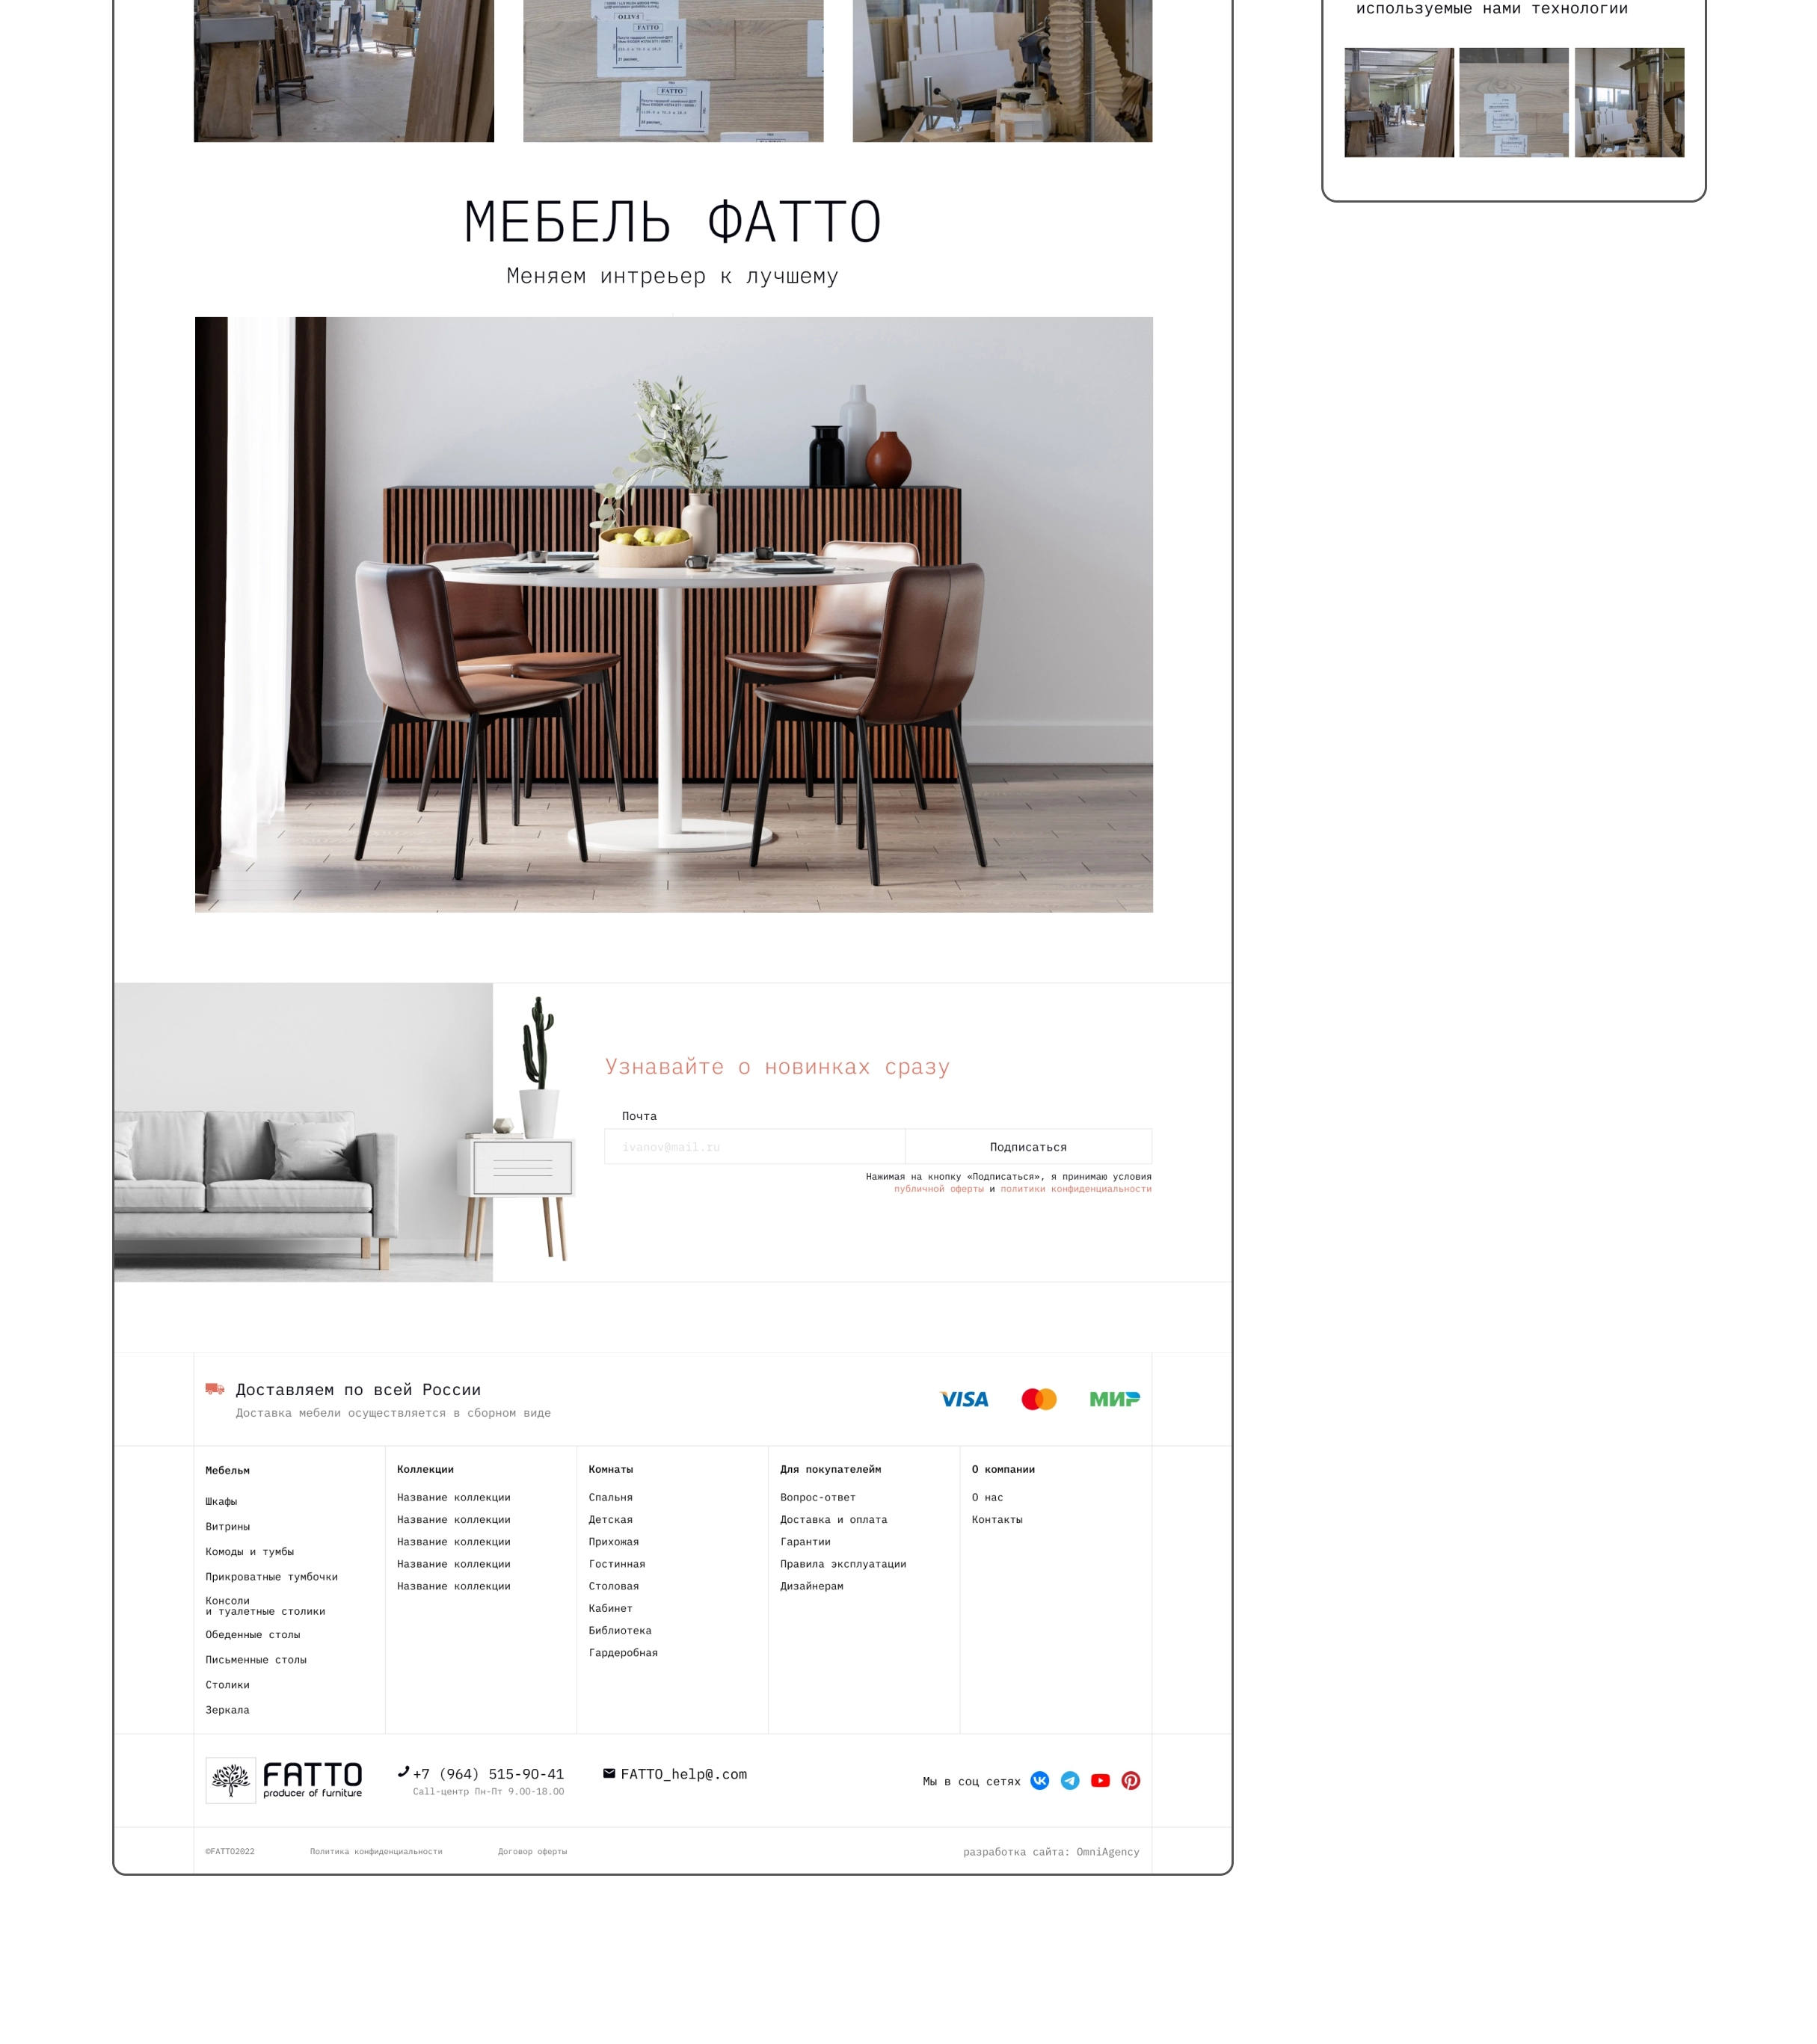 используемые нами технологии
FATTO
FATTO
FATTO
МЕБЕЛЬ ФАТТО
Меняем интреьер к лучшему
Узнавайте о новинках сразу
Почта
ivanov@mail.ru
Подписаться
Нажимая на кнопку «Подписаться», я принимаю условия
публичной оферты и политики конфиденциальности
Доставляем по всей России
Доставка мебели осуществляется в сборном виде
VISA
МИР
Мебельм
Шкафы
Витрины
Комоды и тумбы
Прикроватные тумбочки
Консоли
и туалетные столики
Обеденные столы
Письменные столы
Столики
Зеркала
Коллекции
Название коллекции
Название коллекции
Название коллекции
Название коллекции
Название коллекции
Комнаты
Спальня
Детская
Прихожая
Гостинная
Столовая
Кабинет
Библиотека
Гардеробная
Для покупателейм
Вопрос-ответ
Доставка и оплата
Гарантии
Правила эксплуатации
Дизайнерам
О компании
О нас
Контакты
FATTO
producer of furniture
+7 (964) 515-90-41
Call-центр Пн-Пт 9.00-18.00
FATTO_help@.com
Мы в соц сетях
©FATTO2022
Политика конфиденциальности
Договор оферты
разработка сайта: OmniAgency